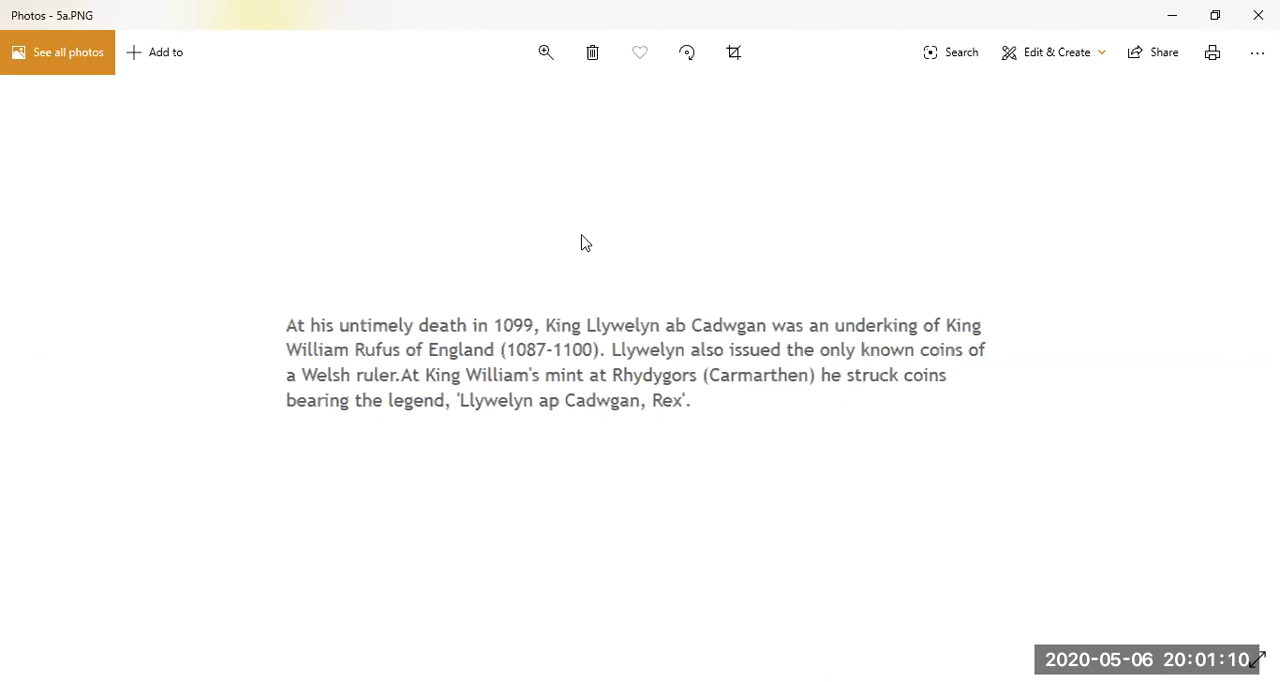 Photos - 5a.PNG
See all photos
Add to
Search
Edit & Create
Share
At his untimely death in 1099, King Llywelyn ab Cadwgan was an underking of King
William Rufus of England (1087-1100). Llywelyn also issued the only known coins of
a Welsh ruler.At King William's mint at Rhydygors (Carmarthen) he struck coins
bearing the legend, 'Llywelyn ap Cadwgan, Rex'.
2020-05-06 20:01:10